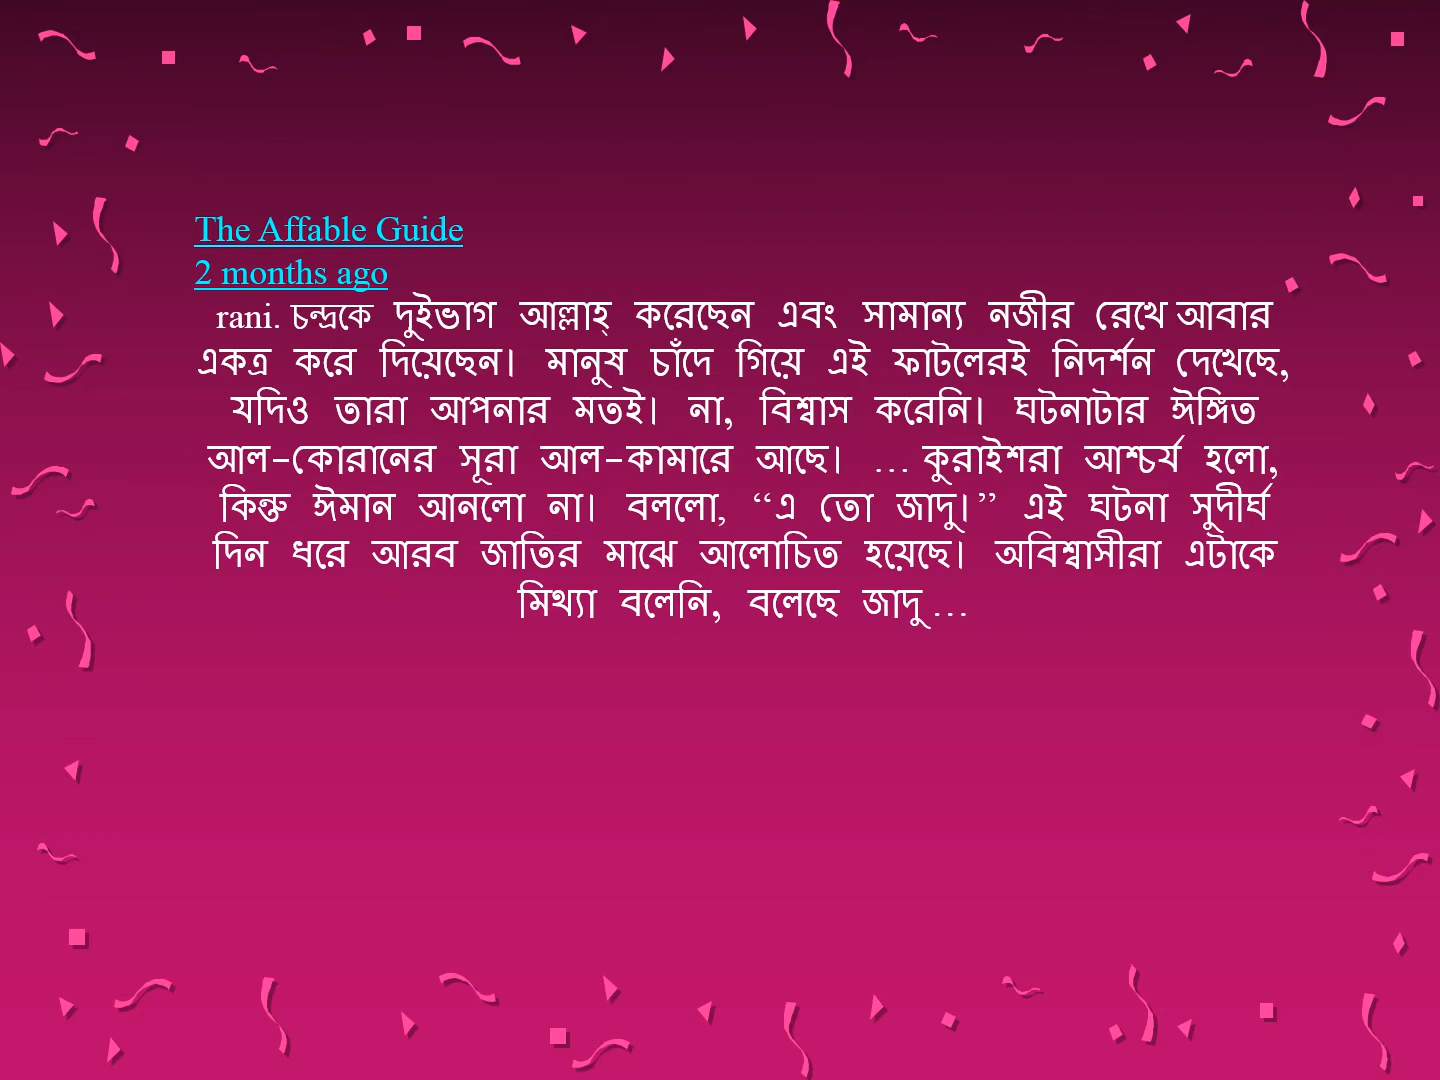 The Affable Guide
2 months ago
rani. চন্দ্রকে দুইভাগ আল্লাহ্ করেছেন এবং সামান্য নজীর রেখে আবার
একত্র করে দিয়েছেন। মানুষ চাঁদে গিয়ে এই ফাটলেরই নিদর্শন দেখেছে,
যদিও তারা আপনার মতই। না, বিশ্বাস করেনি। ঘটনাটার ঈঙ্গিত
আল–কোরানের সূরা আল–কামারে আছে। … কুরাইশরা আশ্চর্য হলো,
কিন্তু ঈমান আনলো না। বললো, ‘‘এ তো জাদু।’’ এই ঘটনা সুদীর্ঘ
দিন ধরে আরব জাতির মাঝে আলোচিত হয়েছে। অবিশ্বাসীরা এটাকে
মিথ্যা বলেনি, বলেছে জাদু …